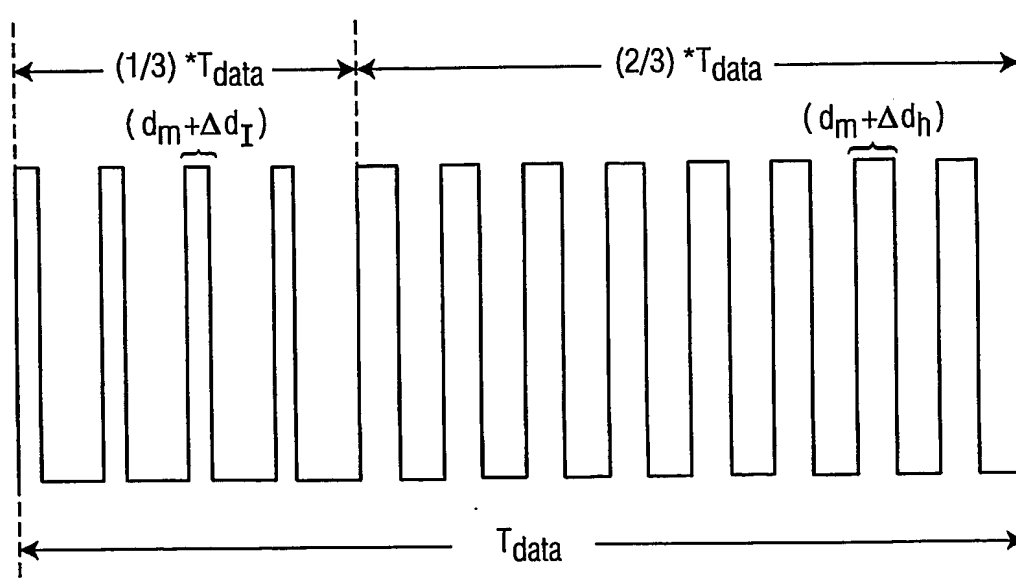 (1/3) *Tdata
(2/3) *Tdata
(dm+ΔdI)
(dm+Δdh)
Tdata